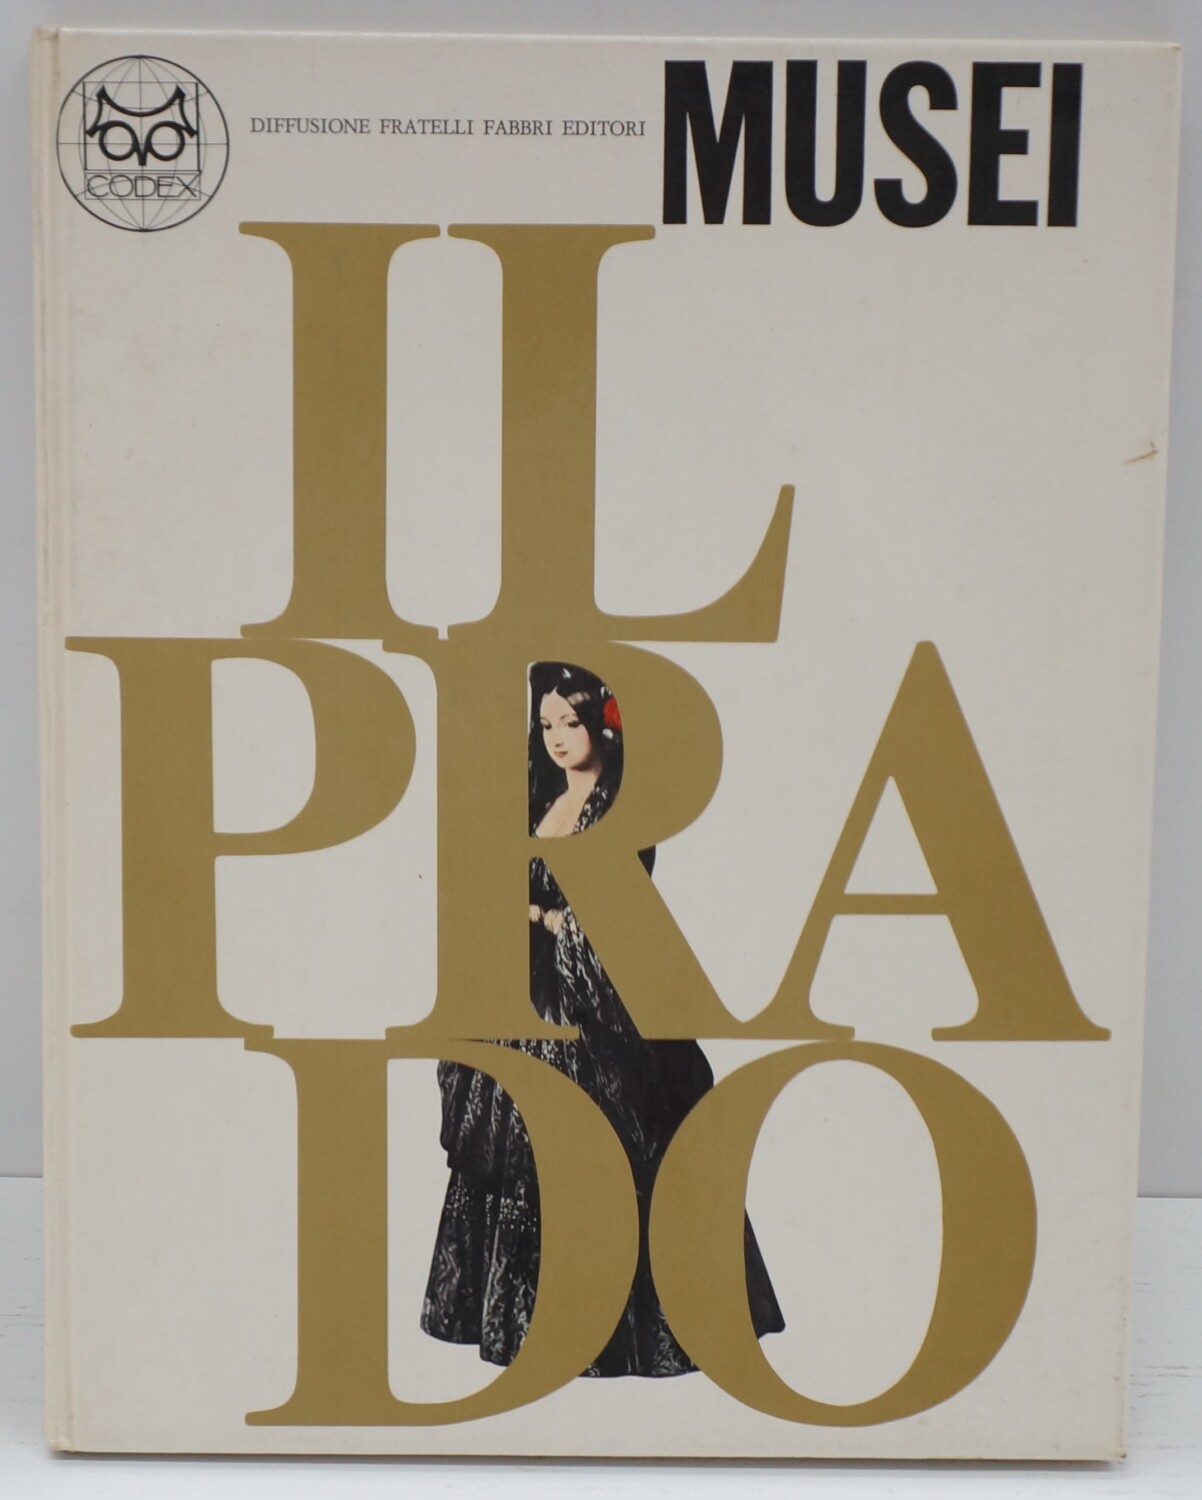 CODEX
DIFFUSIONE FRATELLI FABBRI EDITORI
MUSEI
IL
PRA
DO